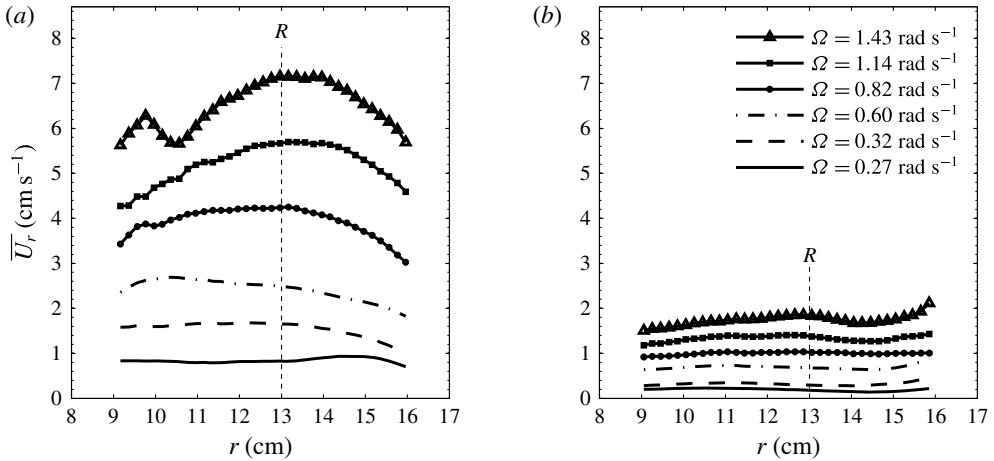 (a)
8
7
6
5
4
3
2
1
0
U̅r (cm s−1)
R
8 9 10 11 12 13 14 15 16 17
r (cm)
(b)
8
7
6
5
4
3
2
1
0
Ω = 1.43 rad s−1
Ω = 1.14 rad s−1
Ω = 0.82 rad s−1
Ω = 0.60 rad s−1
Ω = 0.32 rad s−1
Ω = 0.27 rad s−1
R
8 9 10 11 12 13 14 15 16 17
r (cm)